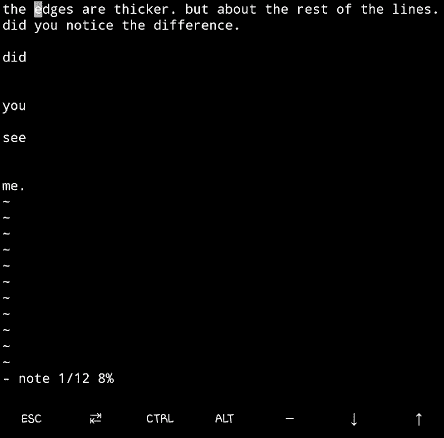 the edges are thicker. but about the rest of the lines.
did you notice the difference.
did
you
see
me.
~
~
~
~
~
~
~
~
~
~
~
- note 1/12 8%
ESC ⇄ CTRL ALT — ↓ ↑